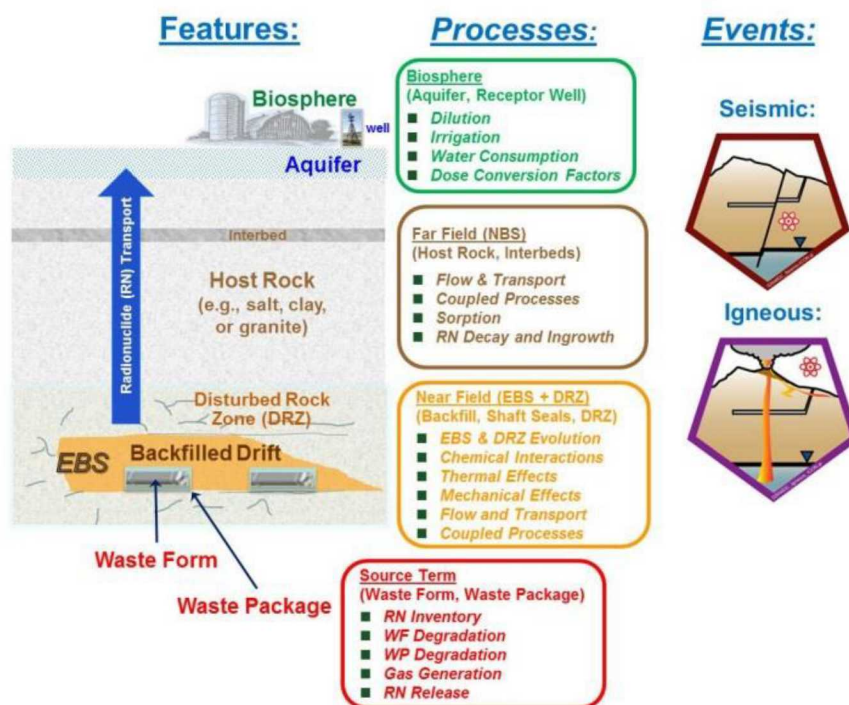 Features:
Processes:
Events:
Biosphere
well
Aquifer
Interbed
Radionuclide (RN) Transport
Host Rock
(e.g., salt, clay,
or granite)
Disturbed Rock
Zone (DRZ)
EBS
Backfilled Drift
Waste Form
Waste Package
Biosphere
(Aquifer, Receptor Well)
Dilution
Irrigation
Water Consumption
Dose Conversion Factors
Far Field (NBS)
(Host Rock, Interbeds)
Flow & Transport
Coupled Processes
Sorption
RN Decay and Ingrowth
Near Field (EBS + DRZ)
(Backfill, Shaft Seals, DRZ)
EBS & DRZ Evolution
Chemical Interactions
Thermal Effects
Mechanical Effects
Flow and Transport
Coupled Processes
Source Term
(Waste Form, Waste Package)
RN Inventory
WF Degradation
WP Degradation
Gas Generation
RN Release
Seismic:
Igneous: